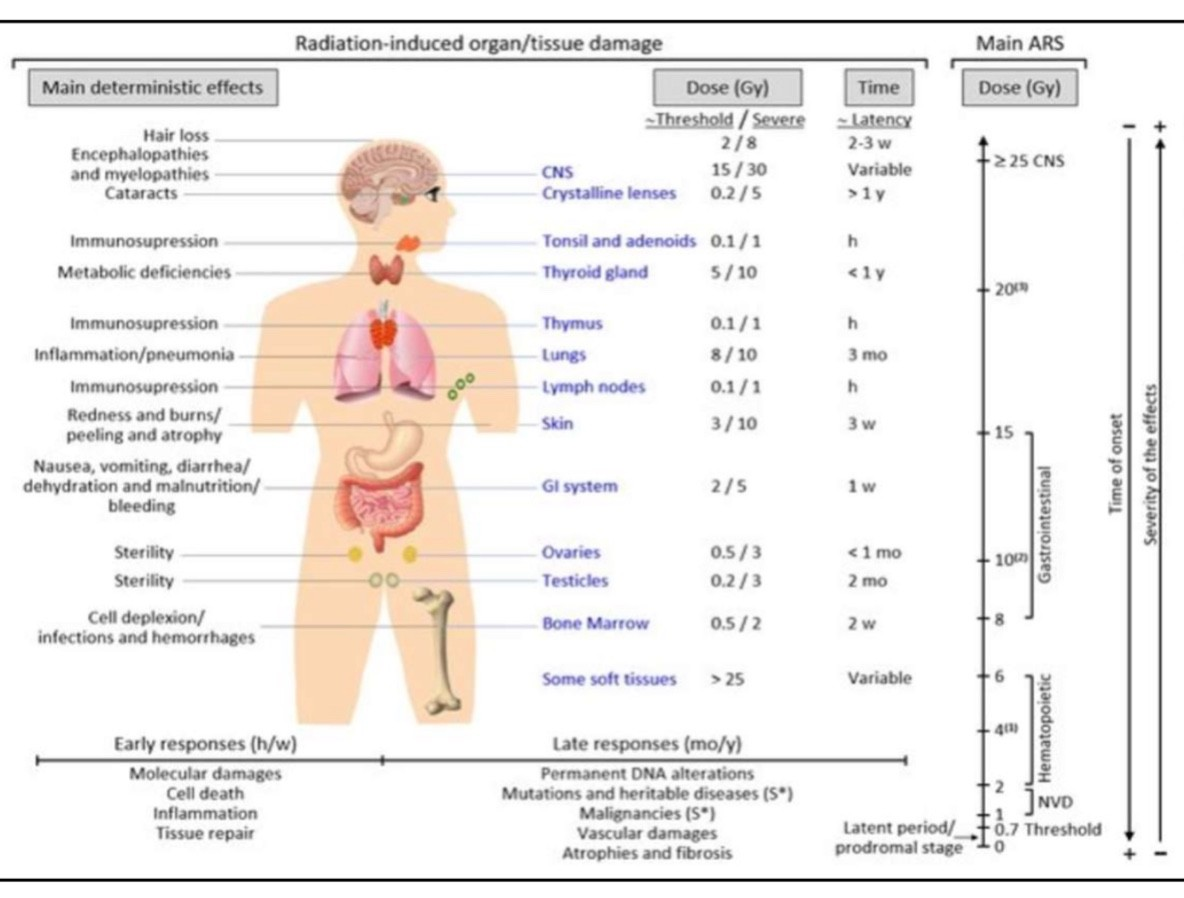 Radiation-induced organ/tissue damage
Main ARS
Main deterministic effects
Dose (Gy)
Time
Dose (Gy)
~Threshold / Severe
~ Latency
Hair loss
2 / 8
2-3 w
Encephalopathies
and myelopathies
CNS
15 / 30
Variable
Cataracts
Crystalline lenses
0.2 / 5
> 1 y
Immunosupression
Tonsil and adenoids
0.1 / 1
h
Metabolic deficiencies
Thyroid gland
5 / 10
< 1 y
Immunosupression
Thymus
0.1 / 1
h
Inflammation/pneumonia
Lungs
8 / 10
3 mo
Immunosupression
Lymph nodes
0.1 / 1
h
Redness and burns/
peeling and atrophy
Skin
3 / 10
3 w
Nausea, vomiting, diarrhea/
dehydration and malnutrition/
bleeding
GI system
2 / 5
1 w
Sterility
Ovaries
0.5 / 3
< 1 mo
Sterility
Testicles
0.2 / 3
2 mo
Cell deplexion/
infections and hemorrhages
Bone Marrow
0.5 / 2
2 w
Some soft tissues
> 25
Variable
Early responses (h/w)
Molecular damages
Cell death
Inflammation
Tissue repair
Late responses (mo/y)
Permanent DNA alterations
Mutations and heritable diseases (S*)
Malignancies (S*)
Vascular damages
Atrophies and fibrosis
Latent period/
prodromal stage
≥ 25 CNS
20(3)
15
10(2)
8
6
4(1)
2
1
0.7 Threshold
0
Gastrointestinal
Hematopoietic
NVD
− +
Time of onset
Severity of the effects
+ −